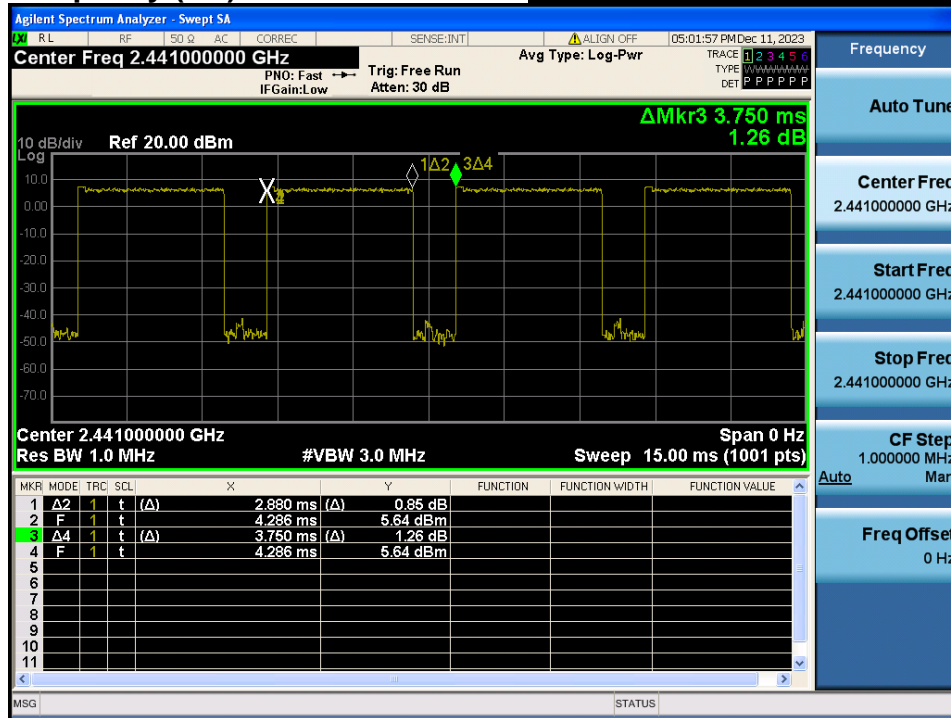 Agilent Spectrum Analyzer - Swept SA
LXI RL RF 50 Ω AC CORREC SENSE:INT ALIGN OFF 05:01:57 PM Dec 11, 2023
Center Freq 2.441000000 GHz
PNO: Fast
IFGain:Low
Trig: Free Run
Atten: 30 dB
Avg Type: Log-Pwr
TRACE 1 2 3 4 5 6
TYPE WWWWWW
DET P P P P P P
Frequency
Auto Tune
Center Freq
2.441000000 GHz
Start Freq
2.441000000 GHz
Stop Freq
2.441000000 GHz
CF Step
1.000000 MHz
Auto Man
Freq Offset
0 Hz
ΔMkr3 3.750 ms
1.26 dB
10 dB/div Ref 20.00 dBm
Log
1Δ2 3Δ4
10.0
0.00
-10.0
-20.0
-30.0
-40.0
-50.0
-60.0
-70.0
Center 2.441000000 GHz Span 0 Hz
Res BW 1.0 MHz #VBW 3.0 MHz Sweep 15.00 ms (1001 pts)
MKR MODE TRC SCL X Y FUNCTION FUNCTION WIDTH FUNCTION VALUE
1 Δ2 1 t (Δ) 2.880 ms (Δ) 0.85 dB
2 F 1 t 4.286 ms 5.64 dBm
3 Δ4 1 t (Δ) 3.750 ms (Δ) 1.26 dB
4 F 1 t 4.286 ms 5.64 dBm
5
6
7
8
9
10
11
MSG STATUS